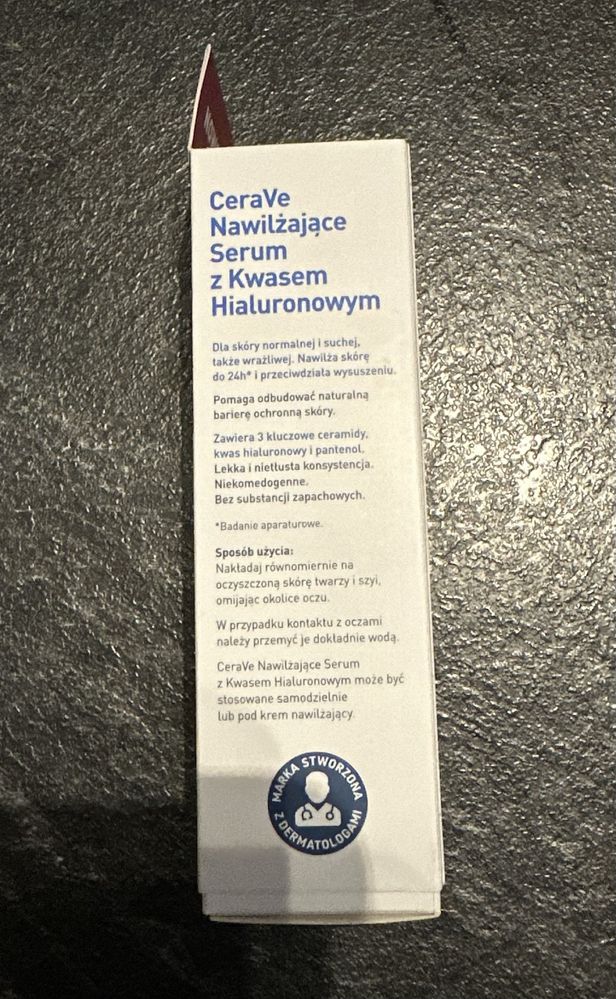 CeraVe
Nawilżające
Serum
z Kwasem
Hialuronowym
Dla skóry normalnej i suchej,
także wrażliwej. Nawilża skórę
do 24h* i przeciwdziała wysuszeniu.
Pomaga odbudować naturalną
barierę ochronną skóry.
Zawiera 3 kluczowe ceramidy,
kwas hialuronowy i pantenol.
Lekka i nietłusta konsystencja.
Niekomedogenne.
Bez substancji zapachowych.
*Badanie aparaturowe.
Sposób użycia:
Nakładaj równomiernie na
oczyszczoną skórę twarzy i szyi,
omijając okolice oczu.
W przypadku kontaktu z oczami
należy przemyć je dokładnie wodą.
CeraVe Nawilżające Serum
z Kwasem Hialuronowym może być
stosowane samodzielnie
lub pod krem nawilżający.
MARKA STWORZONA
Z DERMATOLOGAMI